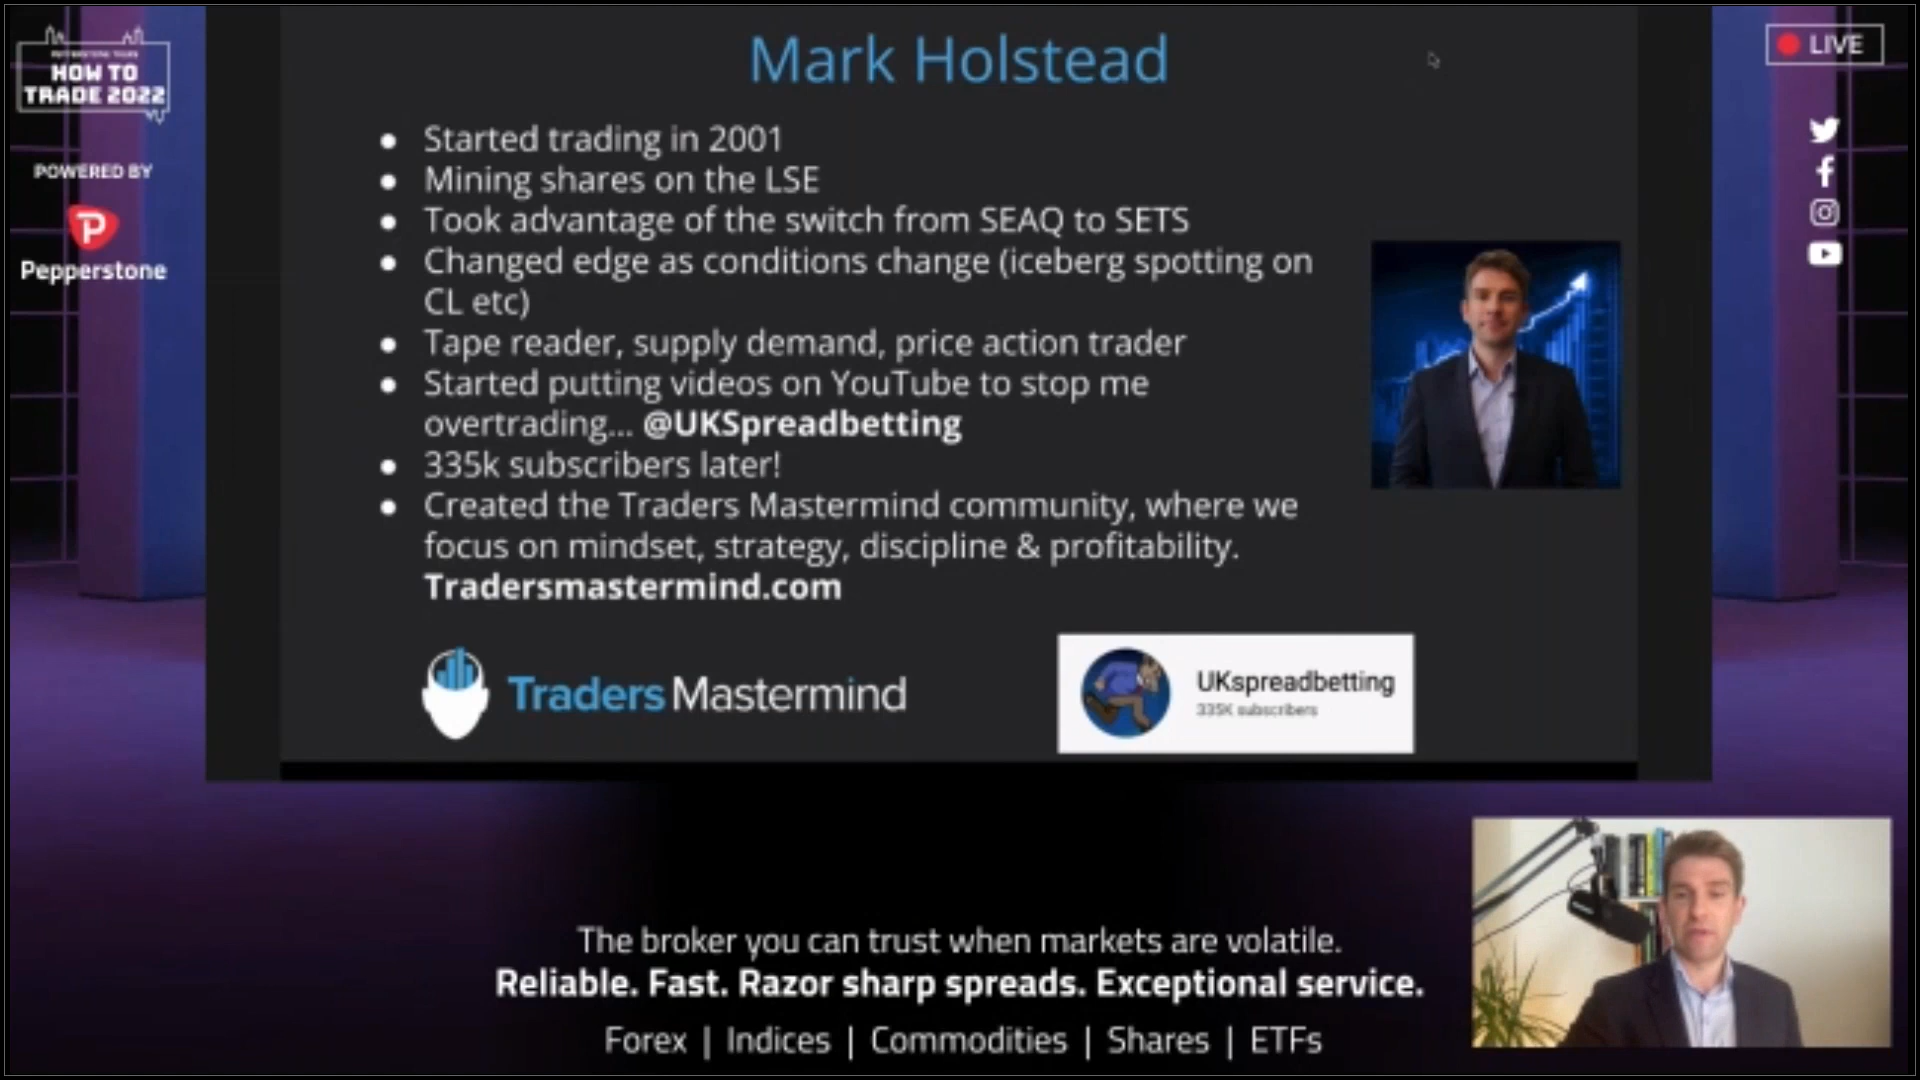 Mark Holstead
HOW TO
TRADE 2022
LIVE
POWERED BY
P
Pepperstone
Started trading in 2001
Mining shares on the LSE
Took advantage of the switch from SEAQ to SETS
Changed edge as conditions change (iceberg spotting on
CL etc)
Tape reader, supply demand, price action trader
Started putting videos on YouTube to stop me
overtrading... @UKSpreadbetting
335k subscribers later!
Created the Traders Mastermind community, where we
focus on mindset, strategy, discipline & profitability.
Tradersmastermind.com
Traders Mastermind
UKspreadbetting
335K subscribers
The broker you can trust when markets are volatile.
Reliable. Fast. Razor sharp spreads. Exceptional service.
Forex | Indices | Commodities | Shares | ETFs